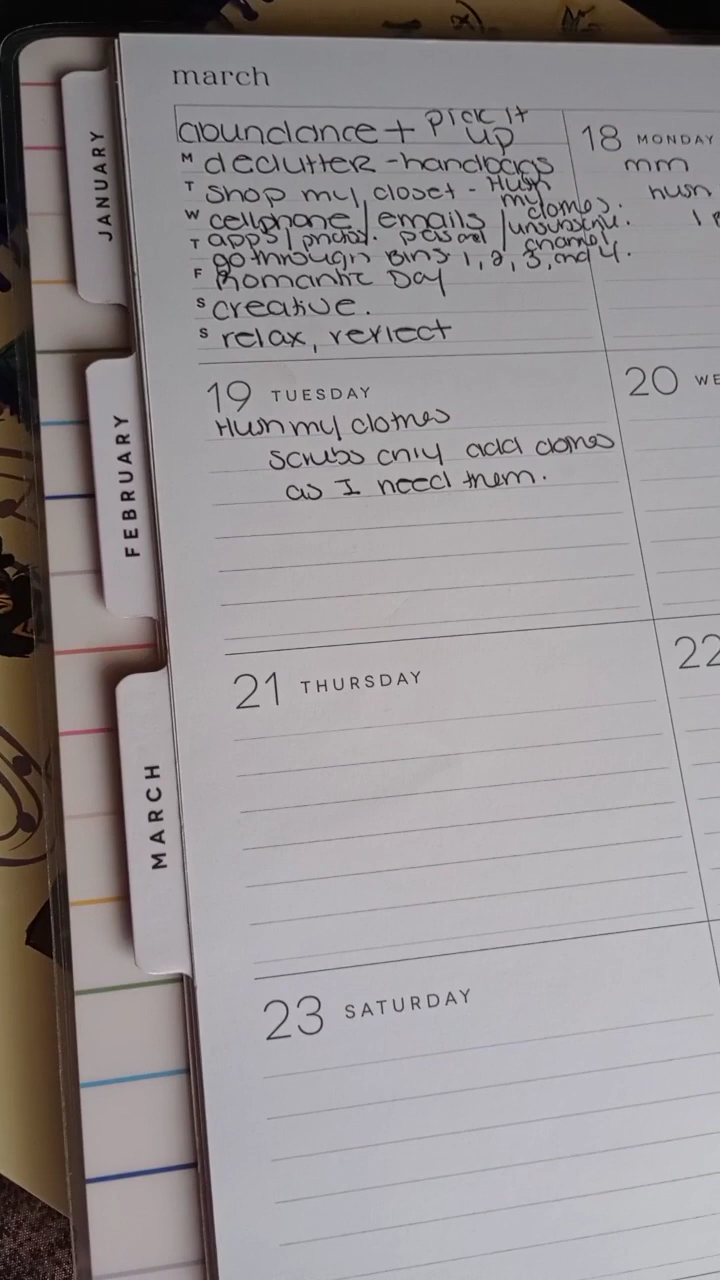 march
abundance + Pick It up
M declutter - handbags
T Shop my closet - Hush my clothes.
W cellphone / emails / unsubscribe.
T apps / photos. channel
go through Bins 1, 2, 3, and 4.
F Romantic Day
S creative.
S relax, reflect
18 MONDAY
mm
hush
19 TUESDAY
Hush my clothes
scrubs only add clothes
as I need them.
20 WE
21 THURSDAY
22
23 SATURDAY
JANUARY
FEBRUARY
MARCH